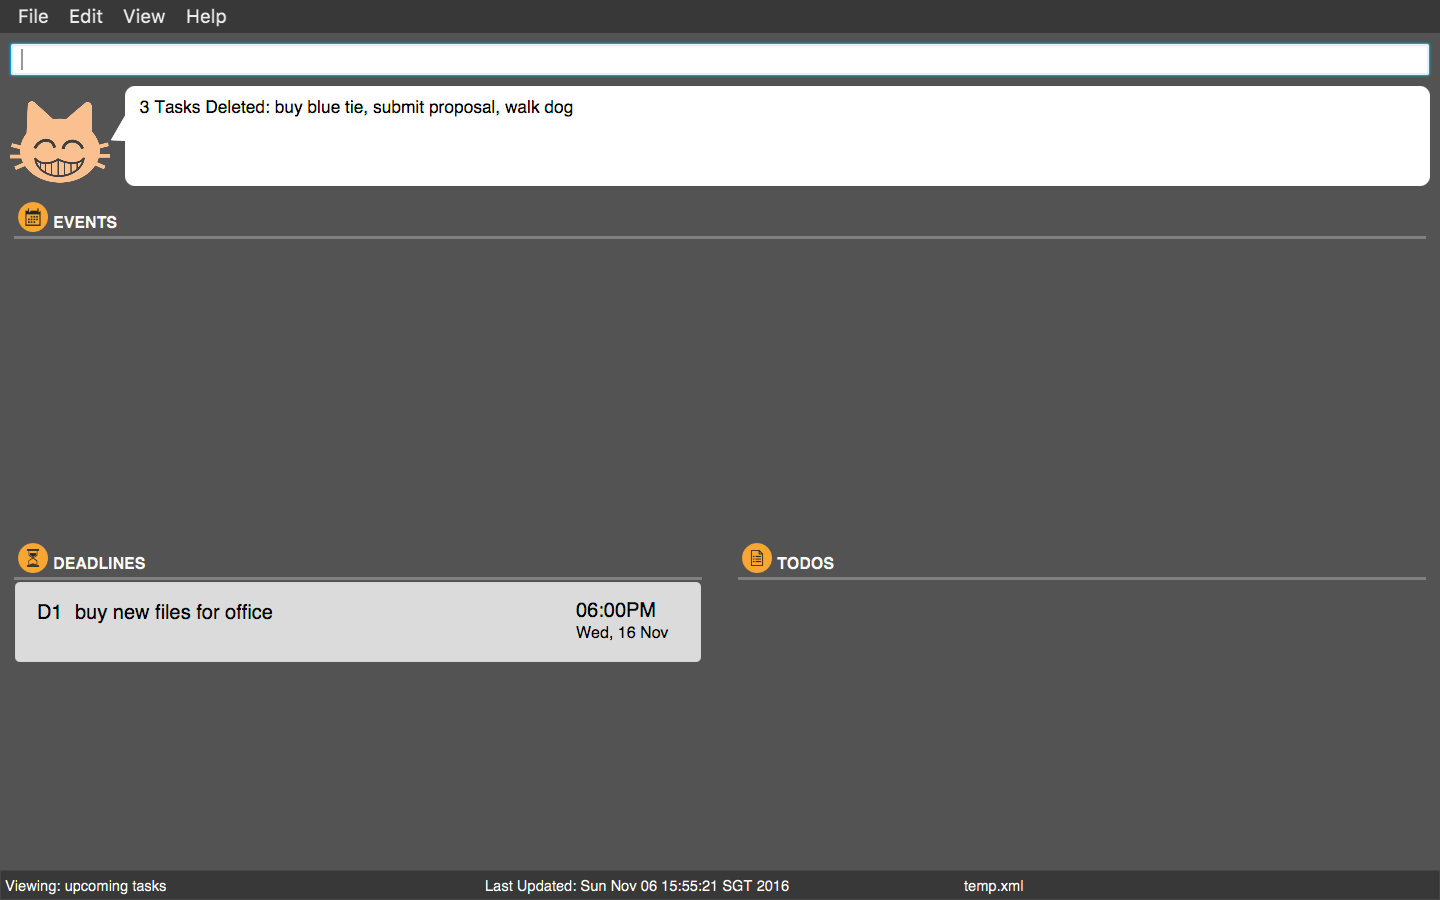 File Edit View Help
3 Tasks Deleted: buy blue tie, submit proposal, walk dog
EVENTS
DEADLINES
D1 buy new files for office 06:00PM
Wed, 16 Nov
TODOS
Viewing: upcoming tasks Last Updated: Sun Nov 06 15:55:21 SGT 2016 temp.xml